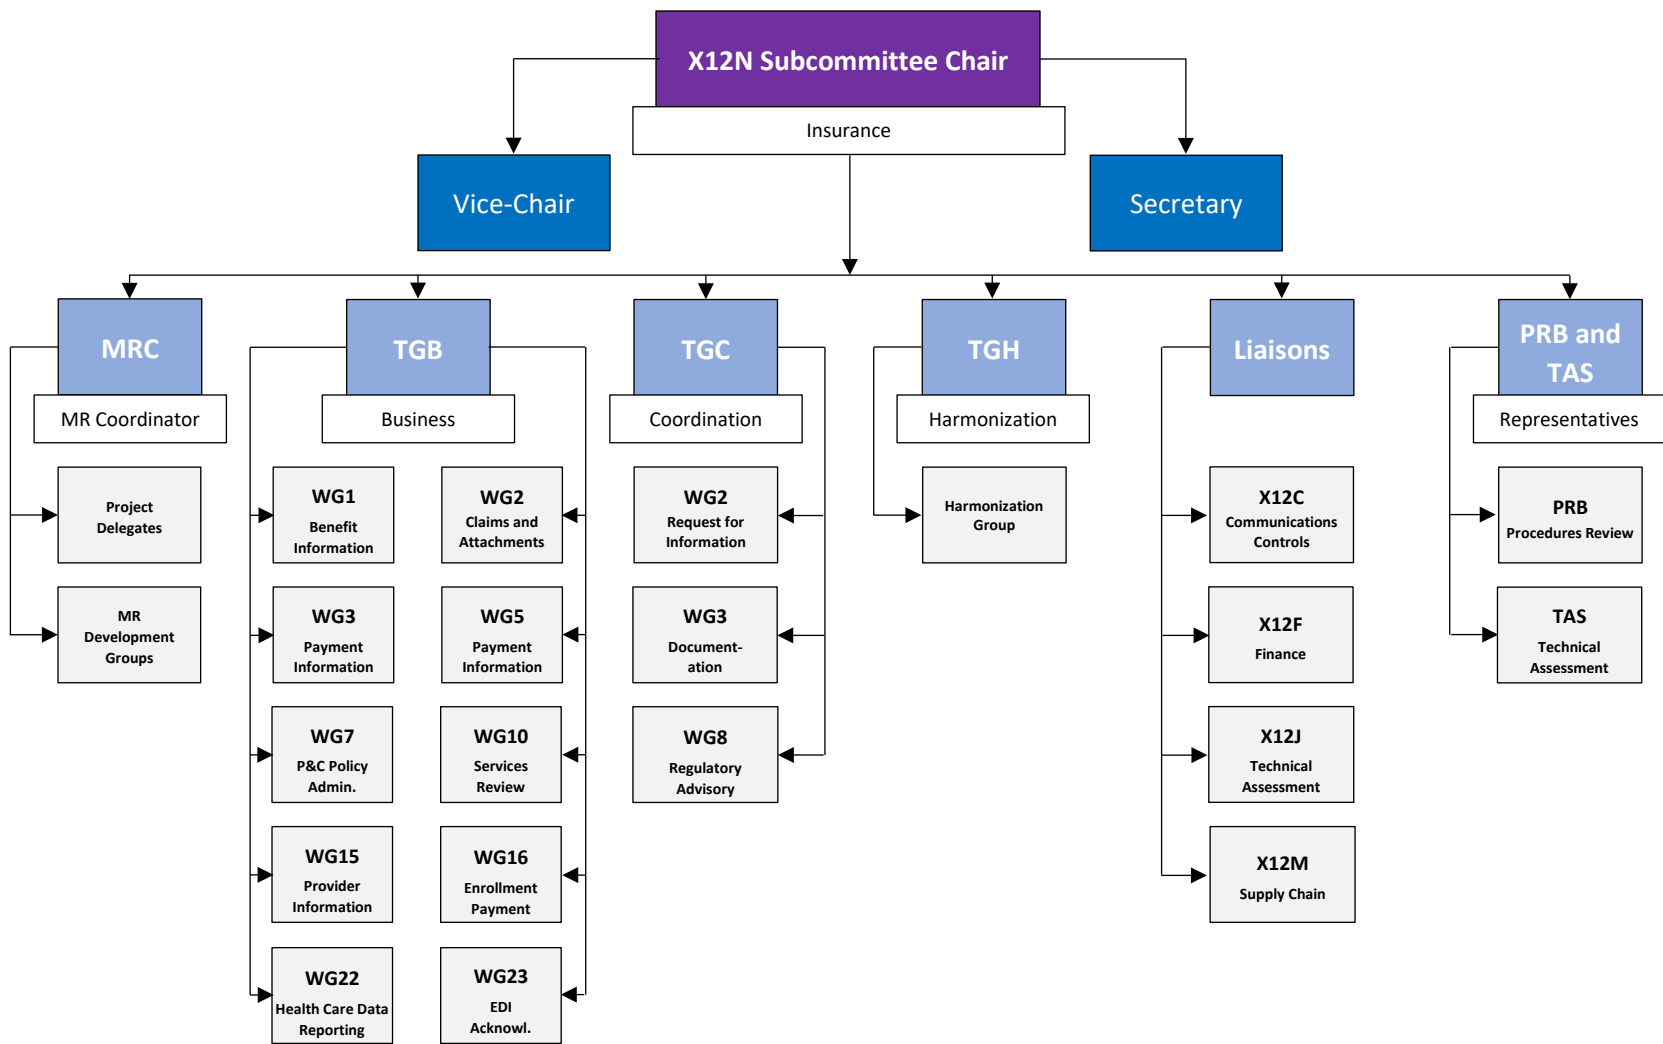 X12N Subcommittee Chair
Insurance
Vice-Chair
Secretary
MRC
MR Coordinator
Project
Delegates
MR
Development
Groups
TGB
Business
WG1
Benefit
Information
WG2
Claims and
Attachments
WG3
Payment
Information
WG5
Payment
Information
WG7
P&C Policy
Admin.
WG10
Services
Review
WG15
Provider
Information
WG16
Enrollment
Payment
WG22
Health Care Data
Reporting
WG23
EDI
Acknowl.
TGC
Coordination
WG2
Request for
Information
WG3
Document-
ation
WG8
Regulatory
Advisory
TGH
Harmonization
Harmonization
Group
Liaisons
X12C
Communications
Controls
X12F
Finance
X12J
Technical
Assessment
X12M
Supply Chain
PRB and
TAS
Representatives
PRB
Procedures Review
TAS
Technical
Assessment